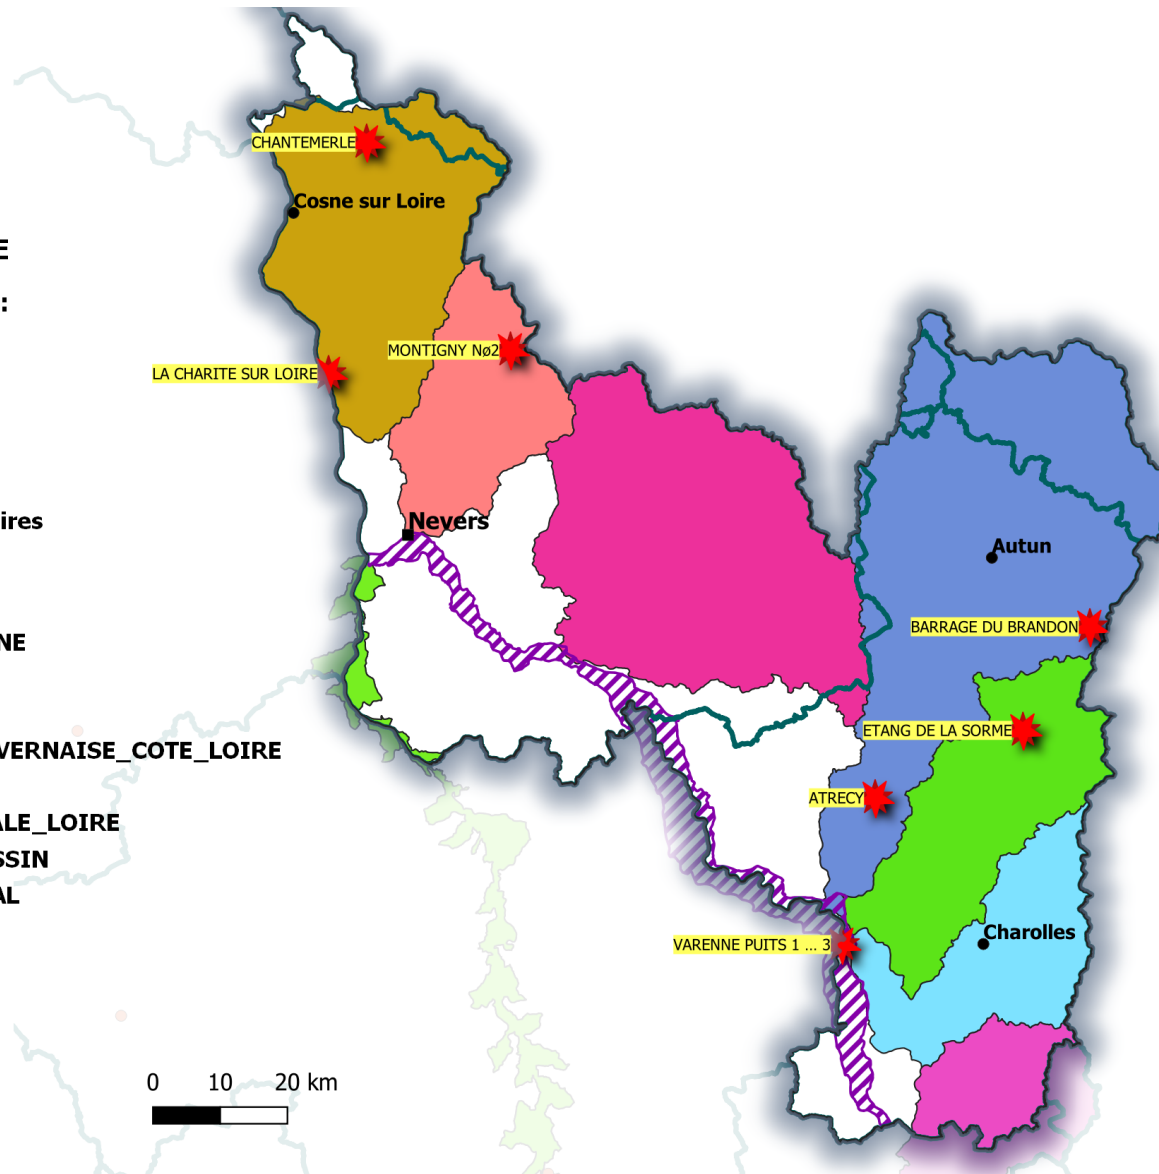 CHANTEMERLE
Cosne sur Loire
E
:
MONTIGNY Nø2
LA CHARITE SUR LOIRE
ires
Nevers
Autun
BARRAGE DU BRANDON
NE
ETANG DE LA SORME
VERNAISE_COTE_LOIRE
ATRECY
ALE_LOIRE
SSIN
AL
Charolles
VARENNE PUITS 1 ... 3
0 10 20 km